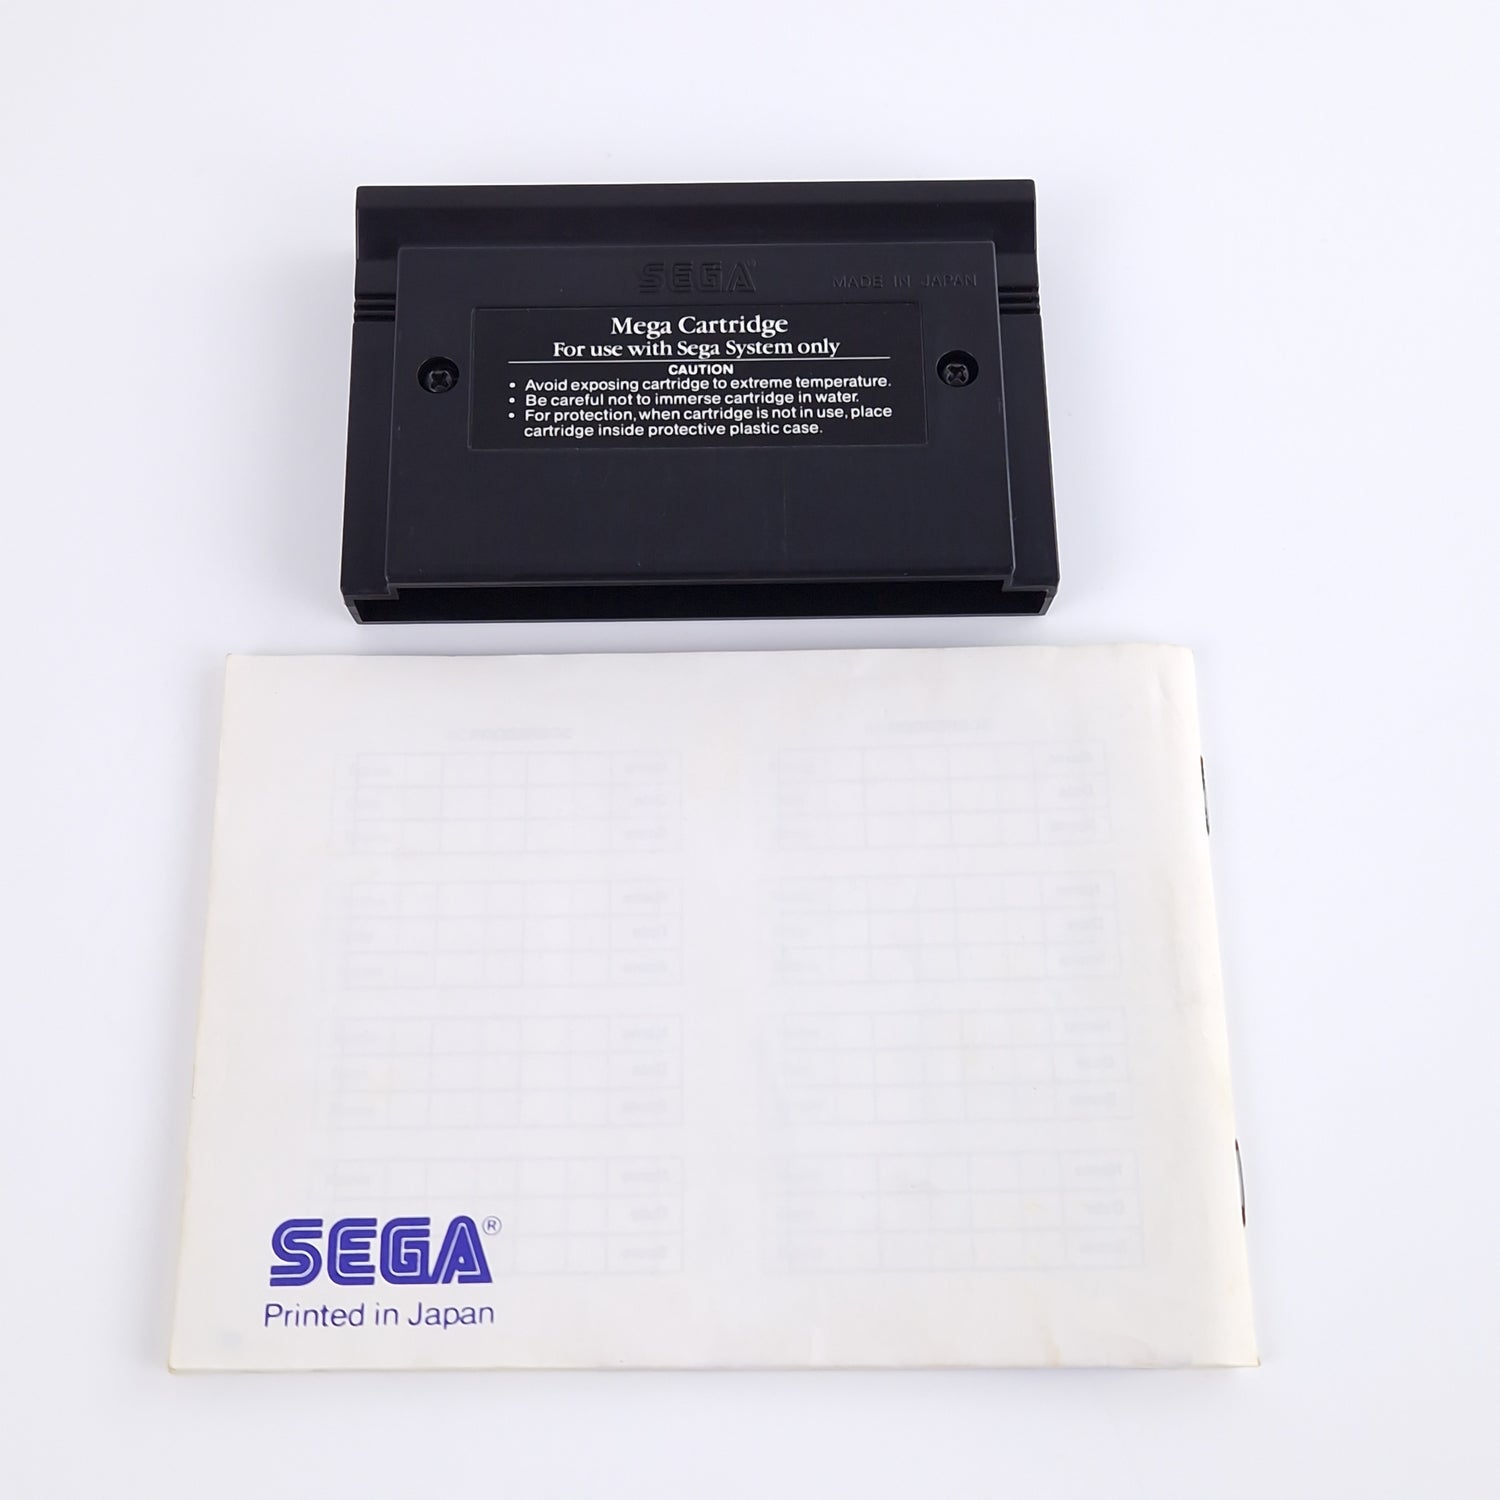 SEGA
MADE IN JAPAN
Mega Cartridge
For use with Sega System only
CAUTION
• Avoid exposing cartridge to extreme temperature.
• Be careful not to immerse cartridge in water.
• For protection, when cartridge is not in use, place
cartridge inside protective plastic case.
SEGA®
Printed in Japan